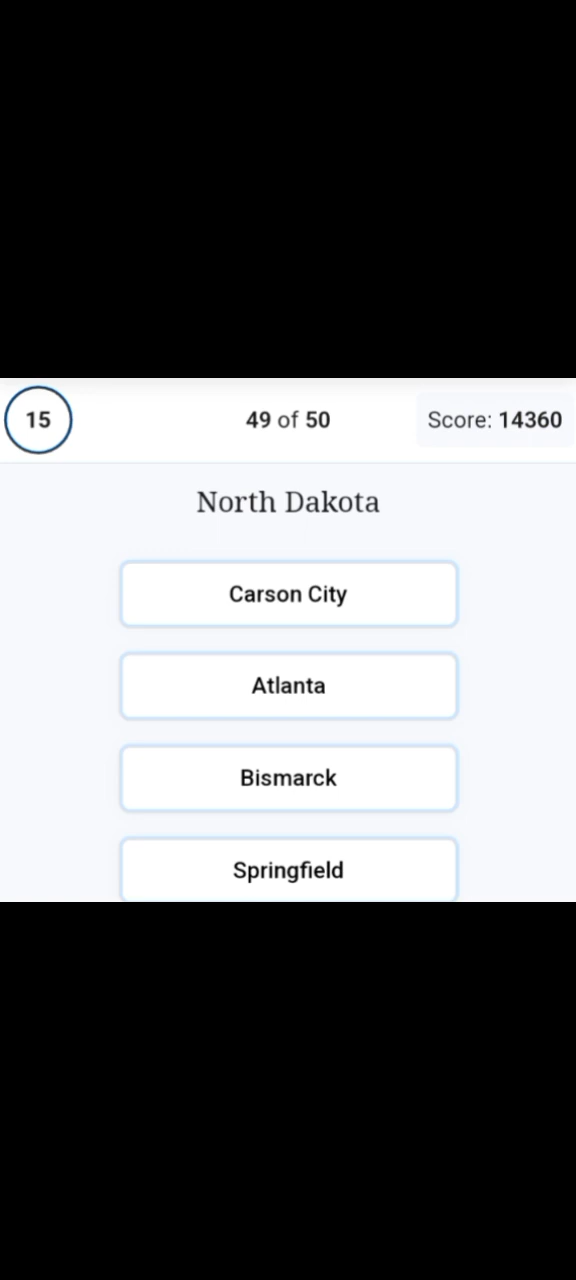 15
49 of 50
Score: 14360
North Dakota
Carson City
Atlanta
Bismarck
Springfield